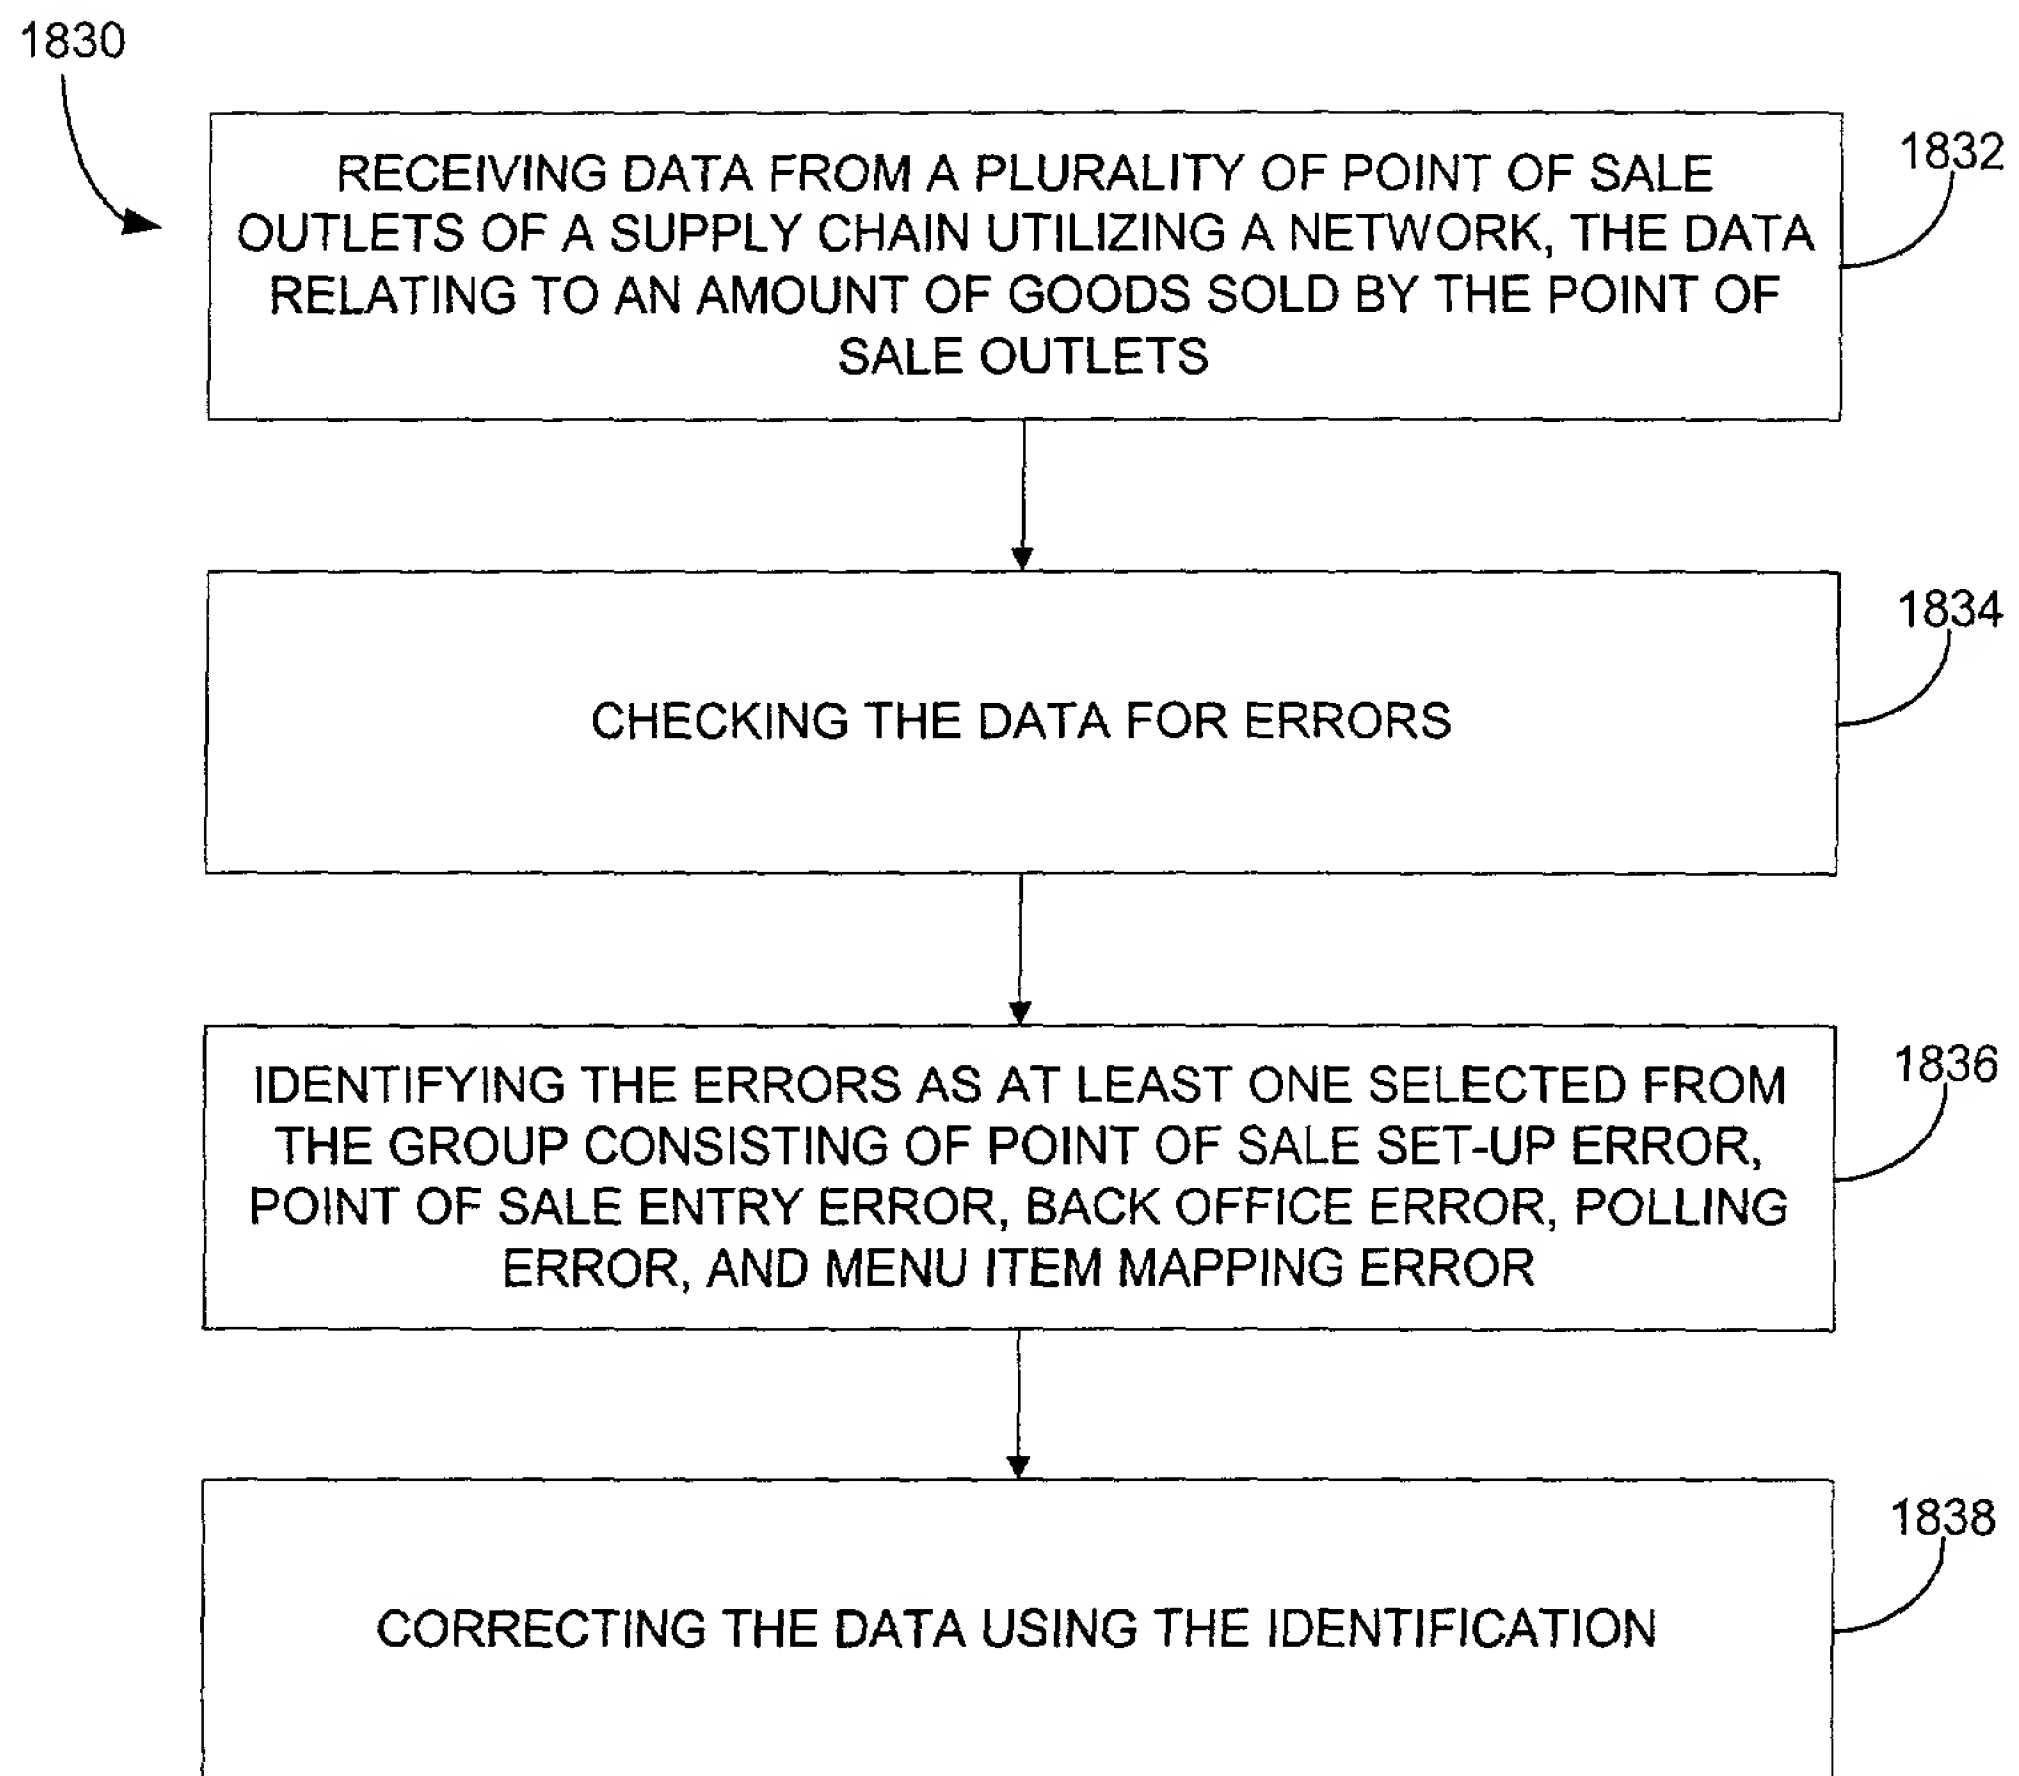 1830
RECEIVING DATA FROM A PLURALITY OF POINT OF SALE
OUTLETS OF A SUPPLY CHAIN UTILIZING A NETWORK, THE DATA
RELATING TO AN AMOUNT OF GOODS SOLD BY THE POINT OF
SALE OUTLETS
1832
CHECKING THE DATA FOR ERRORS
1834
IDENTIFYING THE ERRORS AS AT LEAST ONE SELECTED FROM
THE GROUP CONSISTING OF POINT OF SALE SET-UP ERROR,
POINT OF SALE ENTRY ERROR, BACK OFFICE ERROR, POLLING
ERROR, AND MENU ITEM MAPPING ERROR
1836
CORRECTING THE DATA USING THE IDENTIFICATION
1838